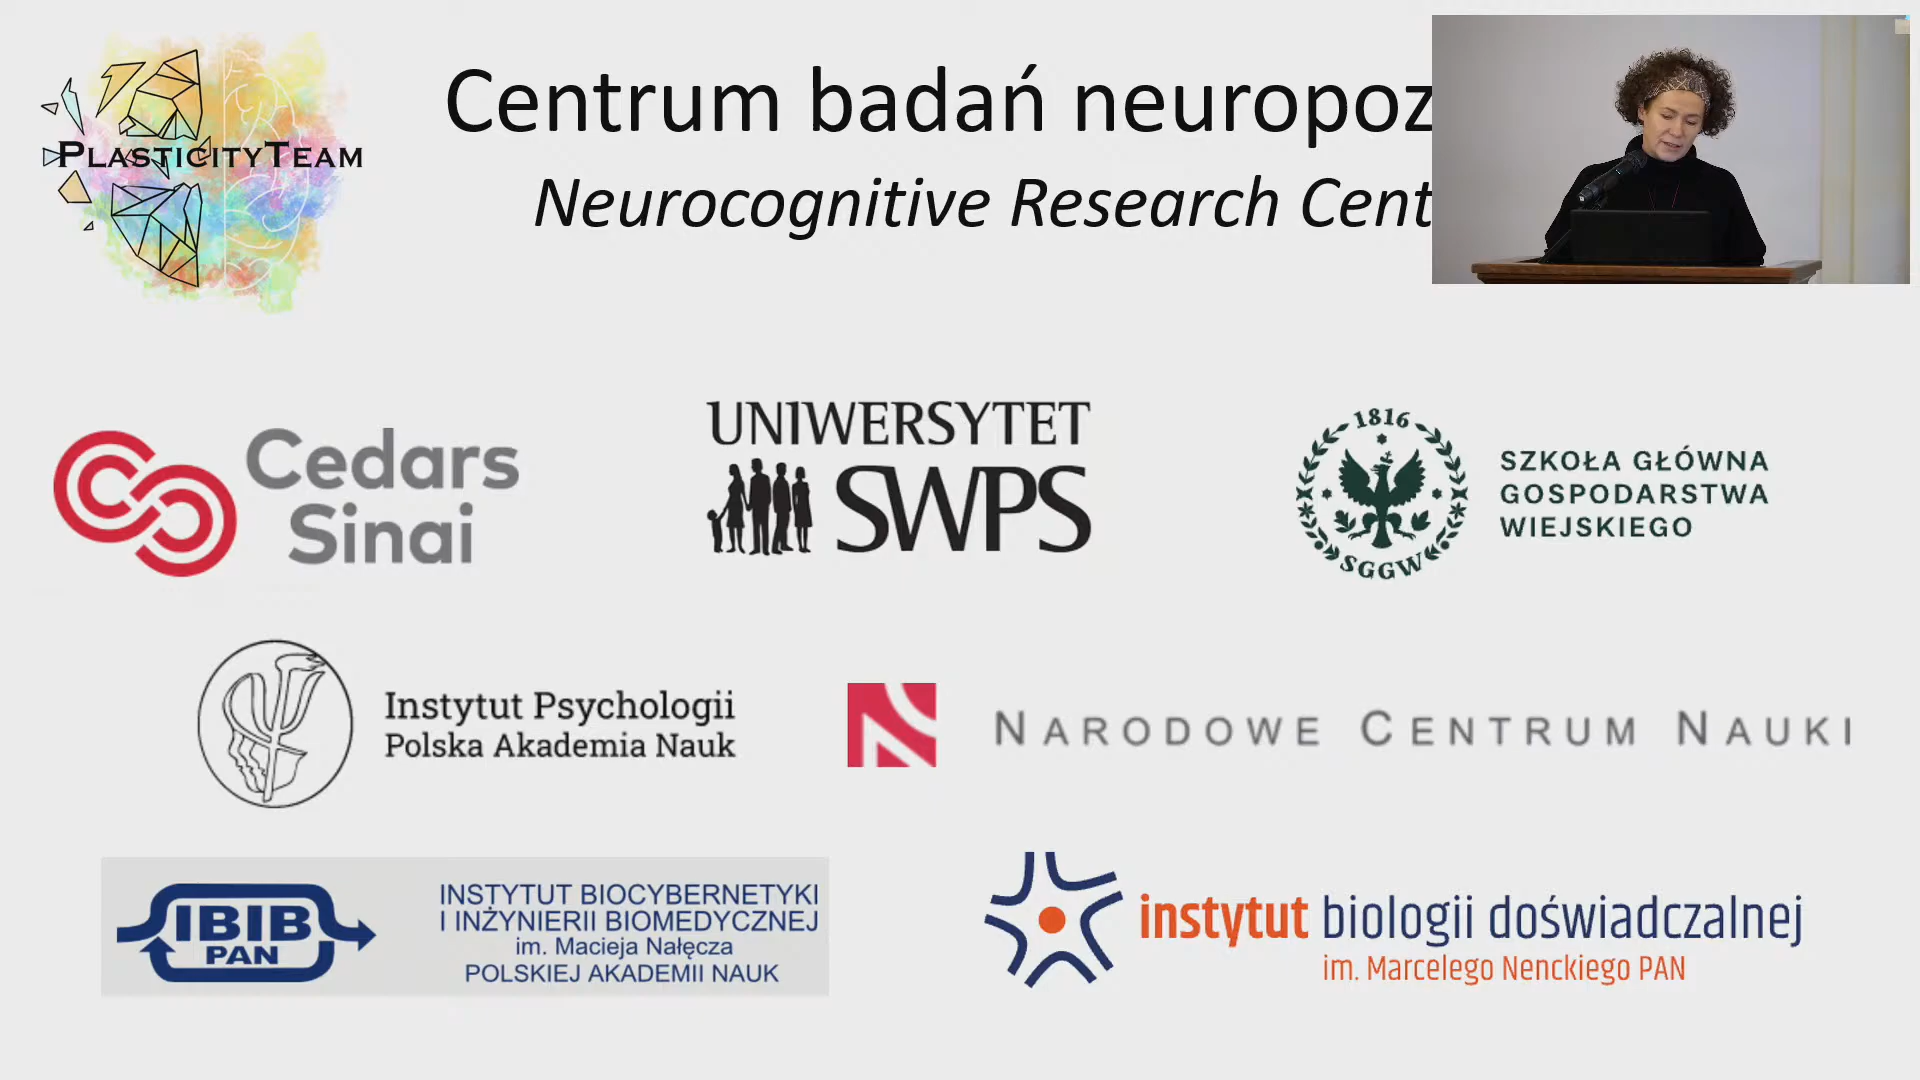 PLASTICITYTEAM
Centrum badań neuropoz
Neurocognitive Research Cent
Cedars
Sinai
UNIWERSYTET
SWPS
1816
SGGW
SZKOŁA GŁÓWNA
GOSPODARSTWA
WIEJSKIEGO
Instytut Psychologii
Polska Akademia Nauk
NARODOWE CENTRUM NAUKI
IBIB
PAN
INSTYTUT BIOCYBERNETYKI
I INŻYNIERII BIOMEDYCZNEJ
im. Macieja Nałęcza
POLSKIEJ AKADEMII NAUK
instytut biologii doświadczalnej
im. Marcelego Nenckiego PAN